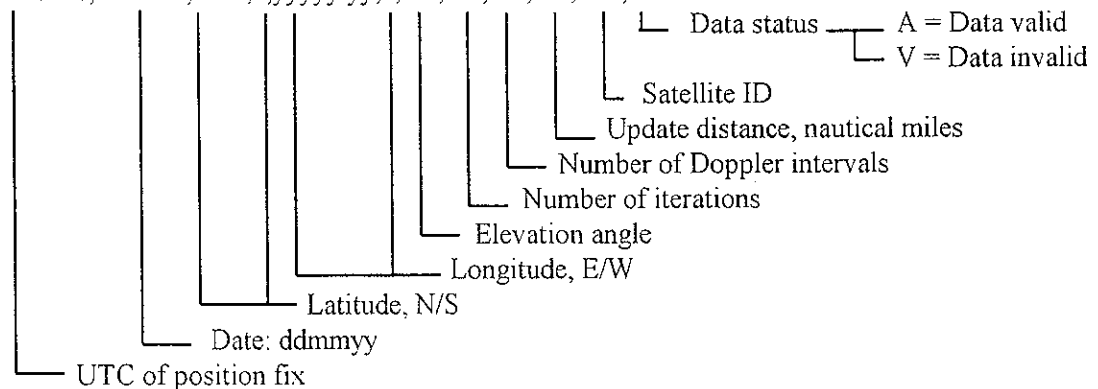 Data status A = Data valid
V = Data invalid
Satellite ID
Update distance, nautical miles
Number of Doppler intervals
Number of iterations
Elevation angle
Longitude, E/W
Latitude, N/S
Date: ddmmyy
UTC of position fix